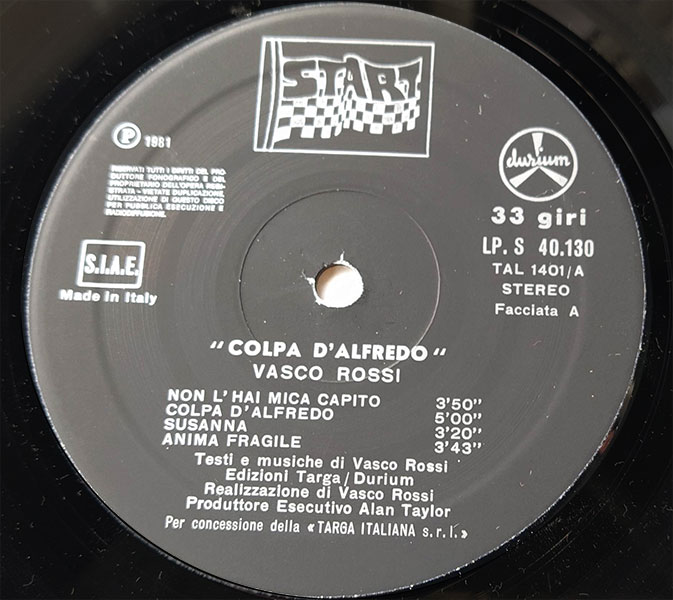 START
Ⓟ 1981
RISERVATI TUTTI I DIRITTI DEL PRO-
DUTTORE FONOGRAFICO E DEL
PROPRIETARIO DELL'OPERA REGI-
STRATA - VIETATE DUPLICAZIONE,
UTILIZZAZIONE DI QUESTO DISCO
PER PUBBLICA ESECUZIONE E
RADIODIFFUSIONE.
durium
33 giri
LP. S 40.130
TAL 1401/A
STEREO
Facciata A
S.I.A.E.
Made in Italy
"COLPA D'ALFREDO"
VASCO ROSSI
NON L'HAI MICA CAPITO 3'50"
COLPA D'ALFREDO 5'00"
SUSANNA 3'20"
ANIMA FRAGILE 3'43"
Testi e musiche di Vasco Rossi
Edizioni Targa/Durium
Realizzazione di Vasco Rossi
Produttore Esecutivo Alan Taylor
Per concessione della «TARGA ITALIANA s.r.l.»